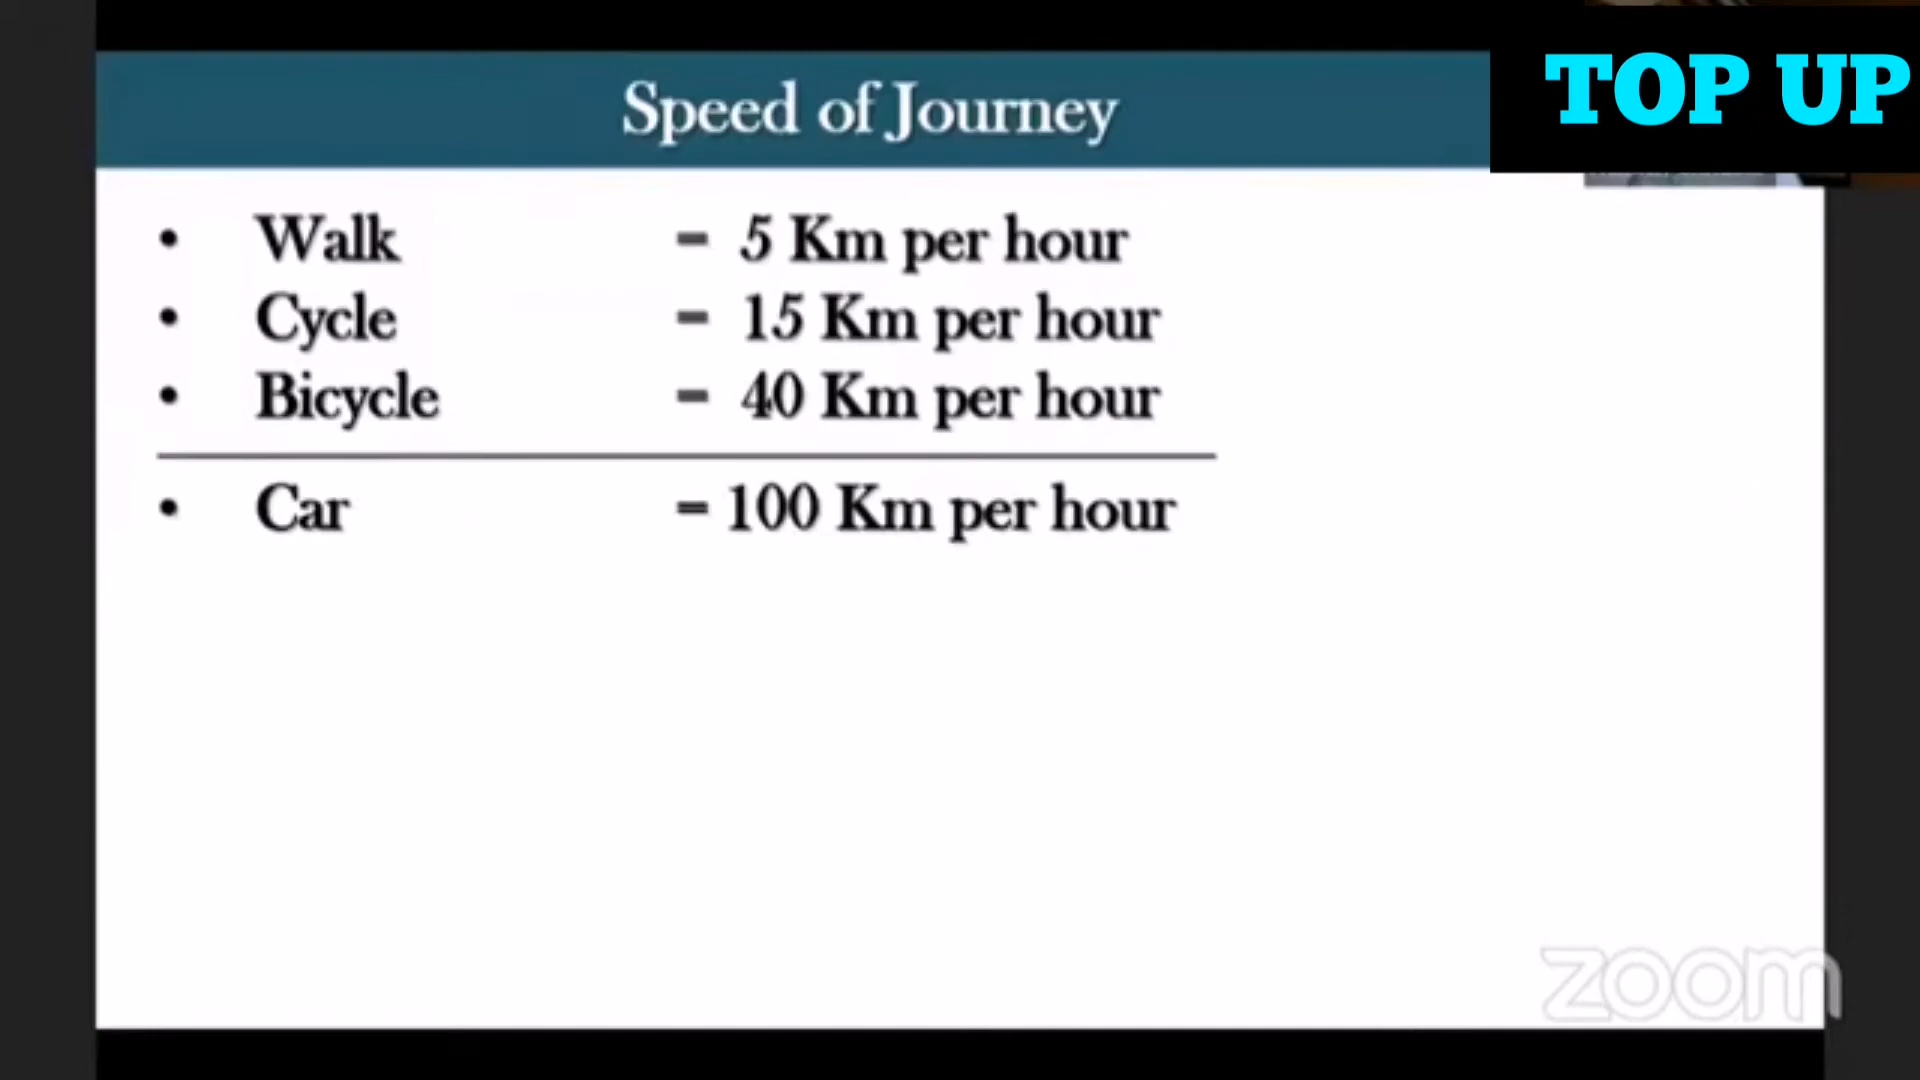 TOP UP
Speed of Journey
• Walk - 5 Km per hour
• Cycle - 15 Km per hour
• Bicycle - 40 Km per hour
• Car = 100 Km per hour
zoom